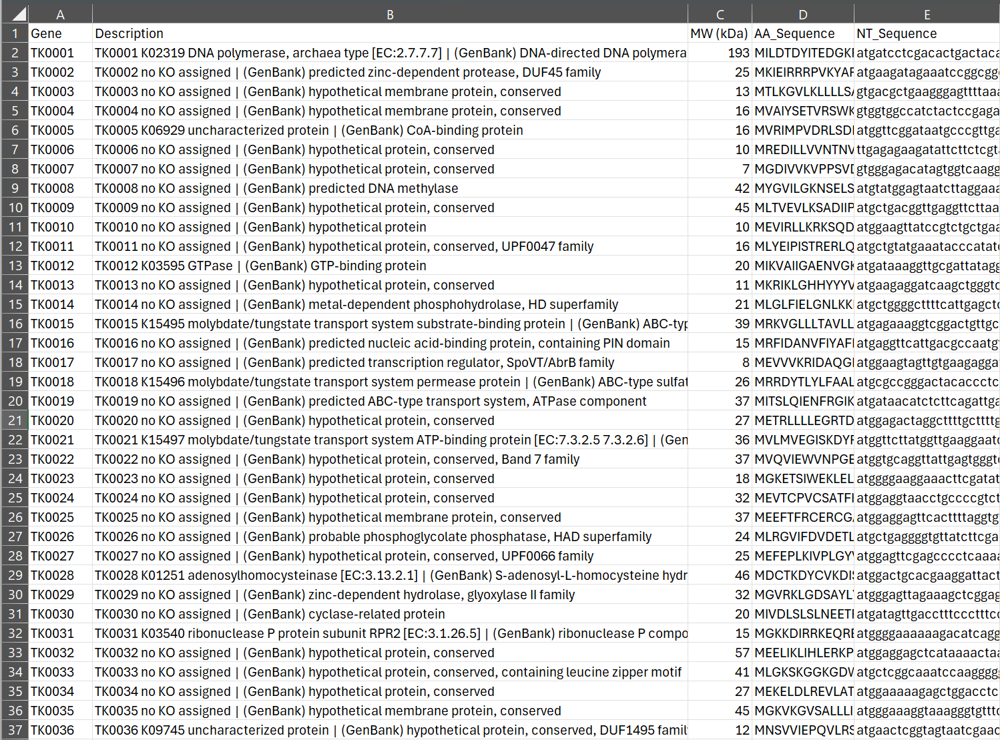 A B C D E
1 Gene Description MW (kDa) AA_Sequence NT_Sequence
2 TK0001 TK0001 K02319 DNA polymerase, archaea type [EC:2.7.7.7] | (GenBank) DNA-directed DNA polymera 193 MILDTDYITEDGK atgatcctcgacactgactaca
3 TK0002 TK0002 no KO assigned | (GenBank) predicted zinc-dependent protease, DUF45 family 25 MKIEIRRRPVKYAF atgaagatagaaatccggcgg
4 TK0003 TK0003 no KO assigned | (GenBank) hypothetical membrane protein, conserved 13 MTLKGVLKLLLLS gtgacgctgaagggagttttaaa
5 TK0004 TK0004 no KO assigned | (GenBank) hypothetical membrane protein, conserved 16 MVAIYSETVRSW gtggtggccatctactccgaga
6 TK0005 TK0005 K06929 uncharacterized protein | (GenBank) CoA-binding protein 16 MVRIMPVDRLSD atggttcggataatgcccgttga
7 TK0006 TK0006 no KO assigned | (GenBank) hypothetical protein, conserved 10 MREDILLVVNTNV ttgagagaagatattcttctcgt
8 TK0007 TK0007 no KO assigned | (GenBank) hypothetical protein, conserved 7 MGDIVVKVPPSV gtgggagacatagtggtcaagg
9 TK0008 TK0008 no KO assigned | (GenBank) predicted DNA methylase 42 MYGVILGKNSELS atgtatggagtaatcttaggaaa
10 TK0009 TK0009 no KO assigned | (GenBank) hypothetical protein, conserved 45 MLTVEVLKSADIIP atgctgacggttgaggttcttaa
11 TK0010 TK0010 no KO assigned | (GenBank) hypothetical protein 10 MEVIRLLKRKSQD atggaagttatccgtctgctgaa
12 TK0011 TK0011 no KO assigned | (GenBank) hypothetical protein, conserved, UPF0047 family 16 MLYEIPISTRERLQ atgctgtatgaaatacccatat
13 TK0012 TK0012 K03595 GTPase | (GenBank) GTP-binding protein 20 MIKVAIIGAENVG atgataaaggttgcgattatagg
14 TK0013 TK0013 no KO assigned | (GenBank) hypothetical protein, conserved 11 MKRIKLGHHYYYV atgaagaggatcaagctgggt
15 TK0014 TK0014 no KO assigned | (GenBank) metal-dependent phosphohydrolase, HD superfamily 21 MLGLFIELGNLKK atgctggggcttttcattgagct
16 TK0015 TK0015 K15495 molybdate/tungstate transport system substrate-binding protein | (GenBank) ABC-typ 39 MRKVGLLLTAVLL atgagaaaggtcggactgttgc
17 TK0016 TK0016 no KO assigned | (GenBank) predicted nucleic acid-binding protein, containing PIN domain 15 MRFIDANVFIYAF atgaggttcattgacgccaatg
18 TK0017 TK0017 no KO assigned | (GenBank) predicted transcription regulator, SpoVT/AbrB family 8 MEVVVKRIDAQG atggaagtagttgtgaagagga
19 TK0018 TK0018 K15496 molybdate/tungstate transport system permease protein | (GenBank) ABC-type sulfat 26 MRRDYTLYLFAAL atgcgccgggactacaccctc
20 TK0019 TK0019 no KO assigned | (GenBank) predicted ABC-type transport system, ATPase component 37 MITSLQIENFRGIK atgataacatctcttcagattga
21 TK0020 TK0020 no KO assigned | (GenBank) hypothetical protein, conserved 27 METRLLLLEGRTD atggagactaggcttttgcttttg
22 TK0021 TK0021 K15497 molybdate/tungstate transport system ATP-binding protein [EC:7.3.2.5 7.3.2.6] | (Gen 36 MVLMVEGISKDYF atggttcttatggttgaaggaat
23 TK0022 TK0022 no KO assigned | (GenBank) hypothetical protein, conserved, Band 7 family 37 MVQVIEWVNPGE atggtgcaggttattgagtgggt
24 TK0023 TK0023 no KO assigned | (GenBank) hypothetical protein, conserved 18 MGKETSIWEKLEL atggggaaggaaacttcgatat
25 TK0024 TK0024 no KO assigned | (GenBank) hypothetical protein, conserved 32 MEVTCPVCSATF atggaggtaacctgccccgtct
26 TK0025 TK0025 no KO assigned | (GenBank) hypothetical membrane protein, conserved 37 MEEFTFRCERCG atggaggagttcacttttaggtg
27 TK0026 TK0026 no KO assigned | (GenBank) probable phosphoglycolate phosphatase, HAD superfamily 24 MLRGVIFDVDETL atgctgaggggtgttatcttcga
28 TK0027 TK0027 no KO assigned | (GenBank) hypothetical protein, conserved, UPF0066 family 25 MEFEPLKIVPLGY atggagttcgagcccctcaaa
29 TK0028 TK0028 K01251 adenosylhomocysteinase [EC:3.13.2.1] | (GenBank) S-adenosyl-L-homocysteine hydr 46 MDCTKDYCVKDI atggactgcacgaaggattact
30 TK0029 TK0029 no KO assigned | (GenBank) zinc-dependent hydrolase, glyoxylase II family 32 MGVRKLGDSAYL atgggagttagaaagctcggag
31 TK0030 TK0030 no KO assigned | (GenBank) cyclase-related protein 20 MIVDLSLSLNEET atgatagttgacctttccctttcc
32 TK0031 TK0031 K03540 ribonuclease P protein subunit RPR2 [EC:3.1.26.5] | (GenBank) ribonuclease P compo 15 MGKKDIRRKEQR atggggaaaaaagacatcagg
33 TK0032 TK0032 no KO assigned | (GenBank) hypothetical protein, conserved 57 MEELIKLIHLERKP atggaggagctcataaaactaa
34 TK0033 TK0033 no KO assigned | (GenBank) hypothetical protein, conserved, containing leucine zipper motif 41 MLGKSKGGKGD atgctcggcaaatccaagggg
35 TK0034 TK0034 no KO assigned | (GenBank) hypothetical protein, conserved 27 MEKELDLREVLAT atggaaaaagagctggacctc
36 TK0035 TK0035 no KO assigned | (GenBank) hypothetical membrane protein, conserved 45 MGKVKGVSALLL atgggaaaggtaaagggtgttt
37 TK0036 TK0036 K09745 uncharacterized protein | (GenBank) hypothetical protein, conserved, DUF1495 famil 12 MNSVVIEPQVLRS atgaactcggtagtaatcgaac